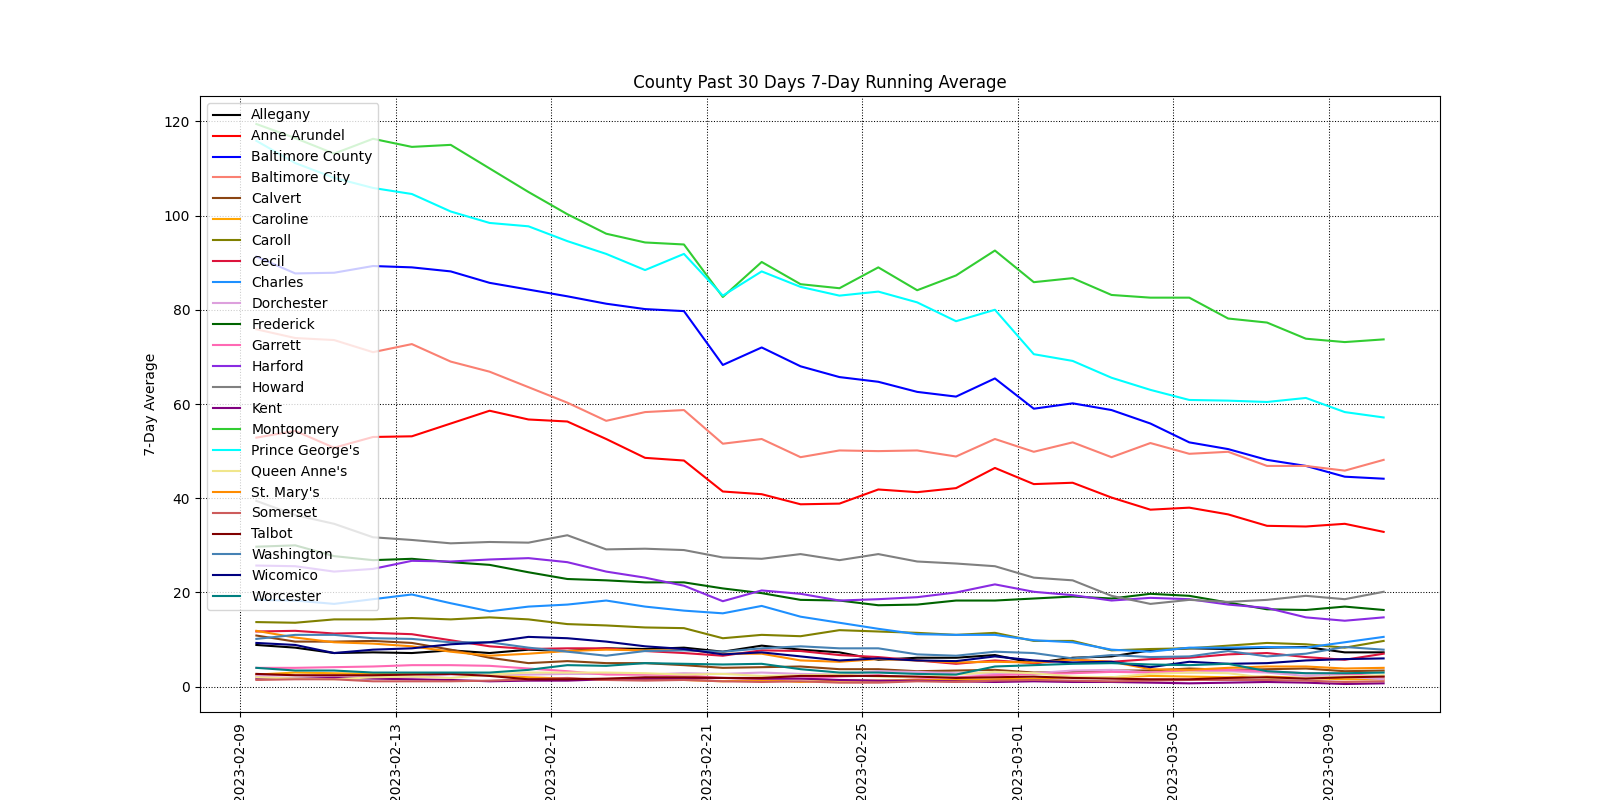 County Past 30 Days 7-Day Running Average
7-Day Average
120
100
80
60
40
20
0
Allegany
Anne Arundel
Baltimore County
Baltimore City
Calvert
Caroline
Caroll
Cecil
Charles
Dorchester
Frederick
Garrett
Harford
Howard
Kent
Montgomery
Prince George's
Queen Anne's
St. Mary's
Somerset
Talbot
Washington
Wicomico
Worcester
2023-02-09
2023-02-13
2023-02-17
2023-02-21
2023-02-25
2023-03-01
2023-03-05
2023-03-09